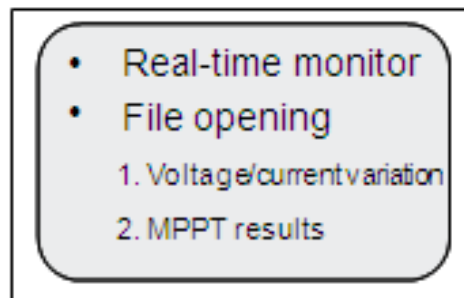 • Real-time monitor
• File opening
1. Voltage/current variation
2. MPPT results